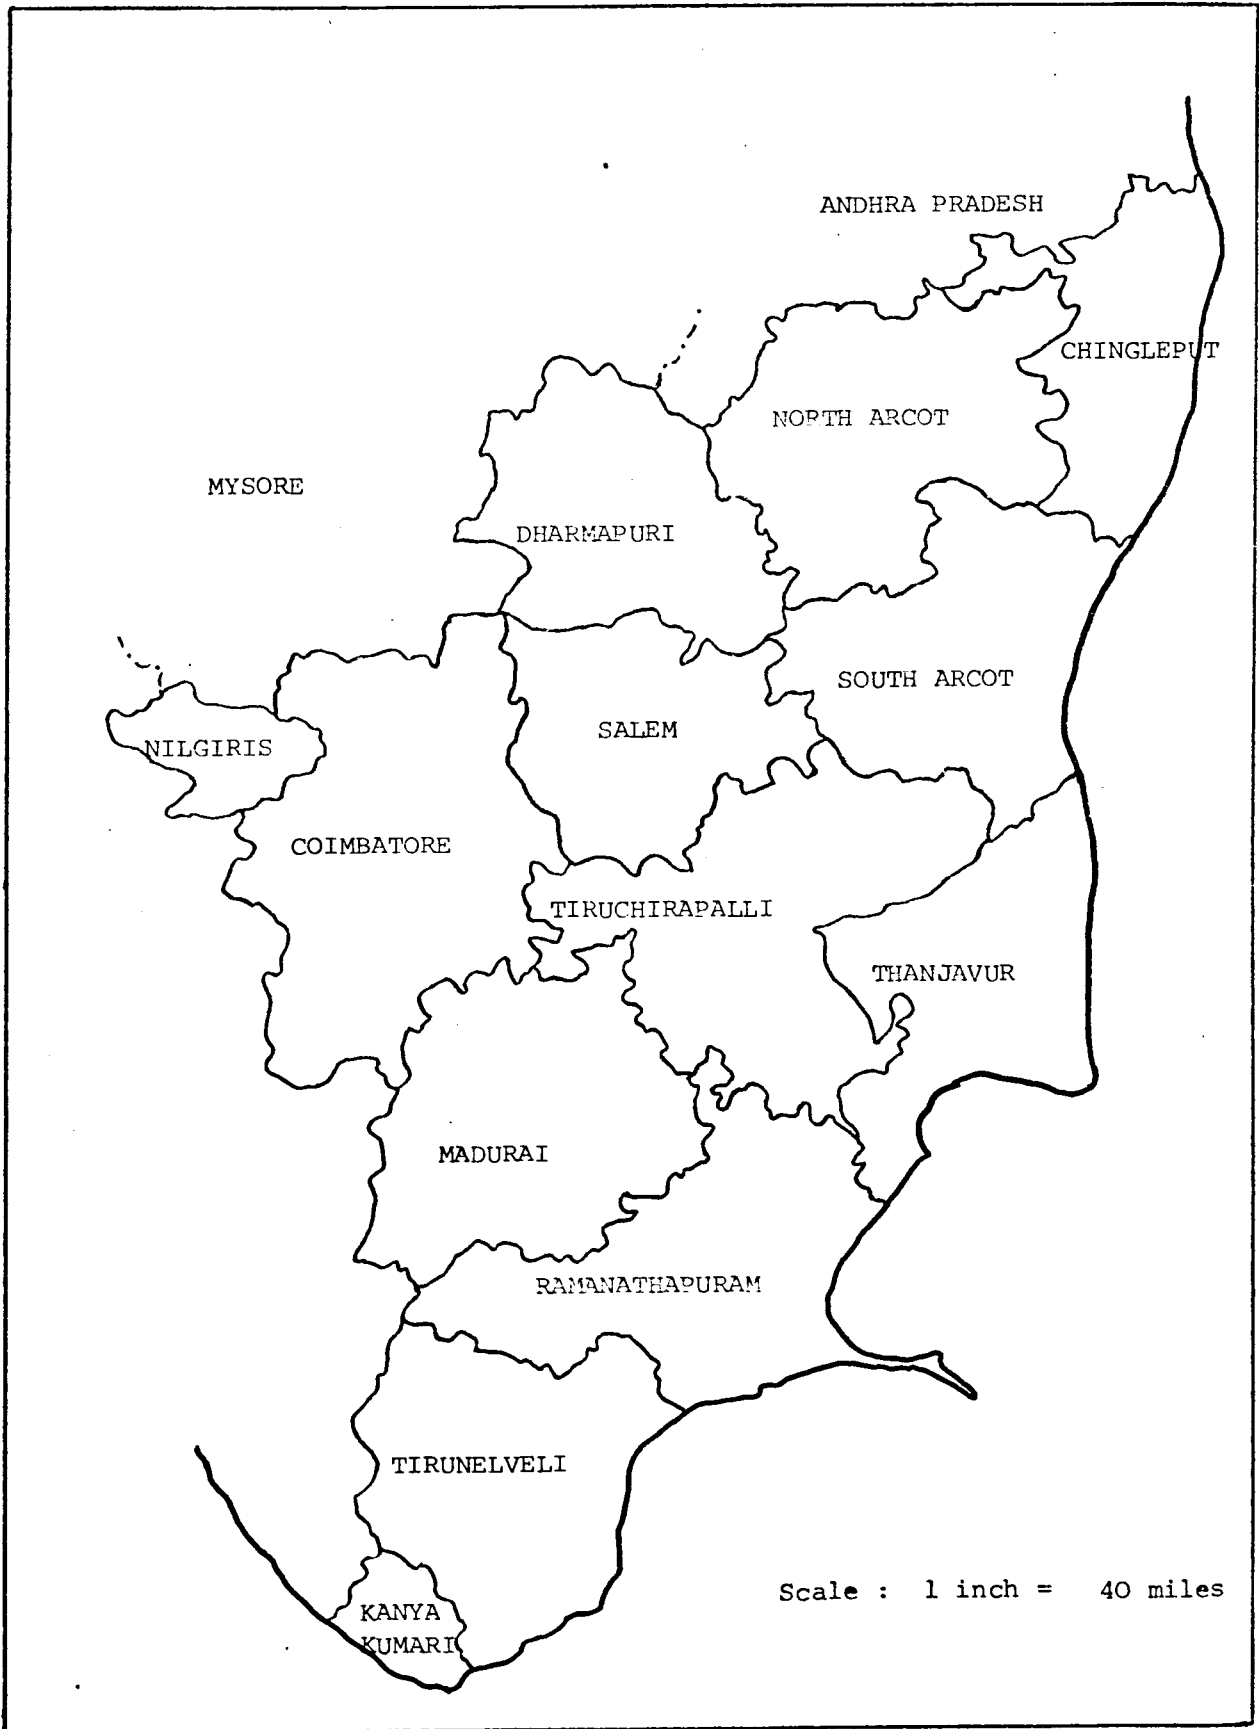 ANDHRA PRADESH
CHINGLEPUT
NORTH ARCOT
MYSORE
DHARMAPURI
SOUTH ARCOT
SALEM
NILGIRIS
COIMBATORE
TIRUCHIRAPALLI
THANJAVUR
MADURAI
RAMANATHAPURAM
TIRUNELVELI
Scale : 1 inch = 40 miles
KANYA
KUMARI